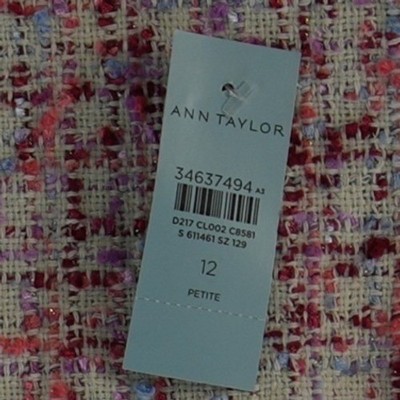 ANN TAYLOR
34637494 A3
D217 CL002 C8581
S 611461 SZ 129
12
PETITE